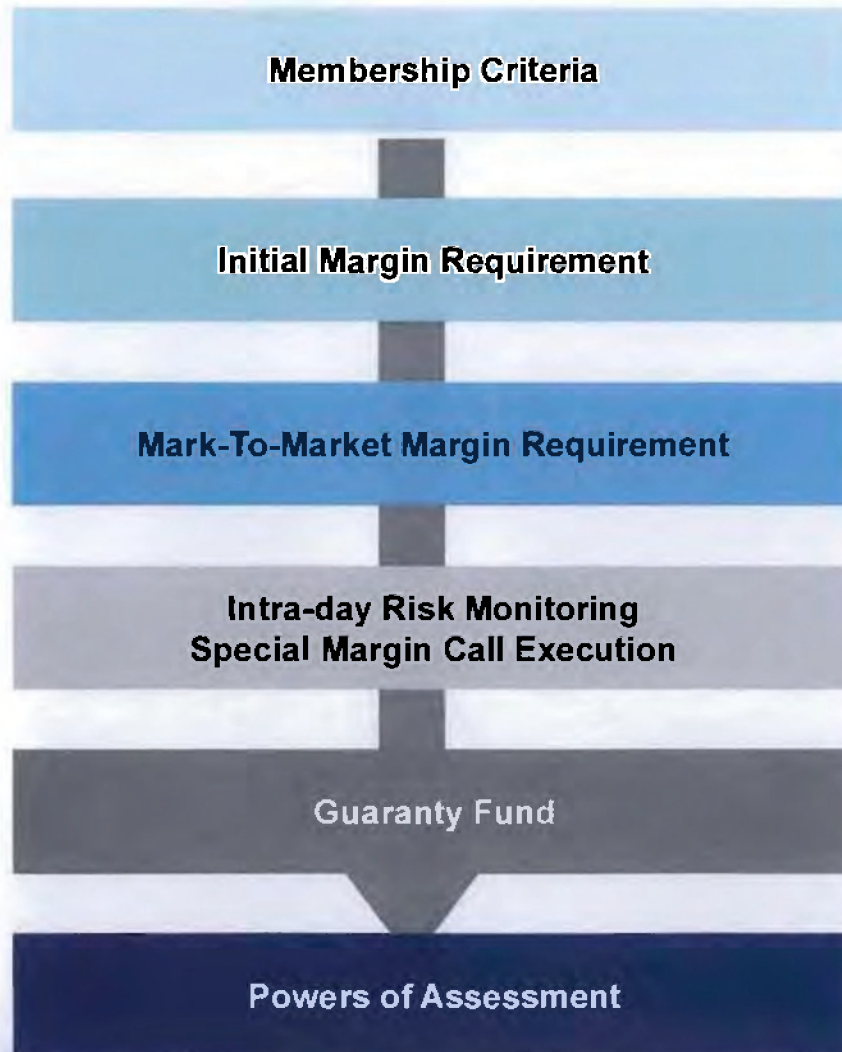 Membership Criteria
Initial Margin Requirement
Mark-To-Market Margin Requirement
Intra-day Risk Monitoring
Special Margin Call Execution
Guaranty Fund
Powers of Assessment